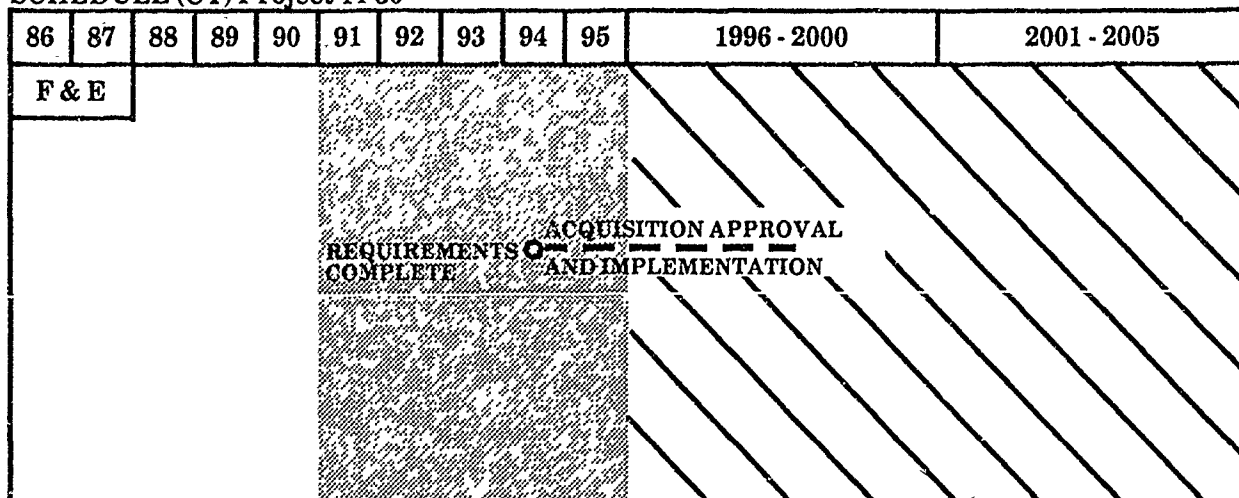 86 87 88 89 90 91 92 93 94 95 1996 - 2000 2001 - 2005
F & E
ACQUISITION APPROVAL
REQUIREMENTS
AND IMPLEMENTATION
COMPLETE